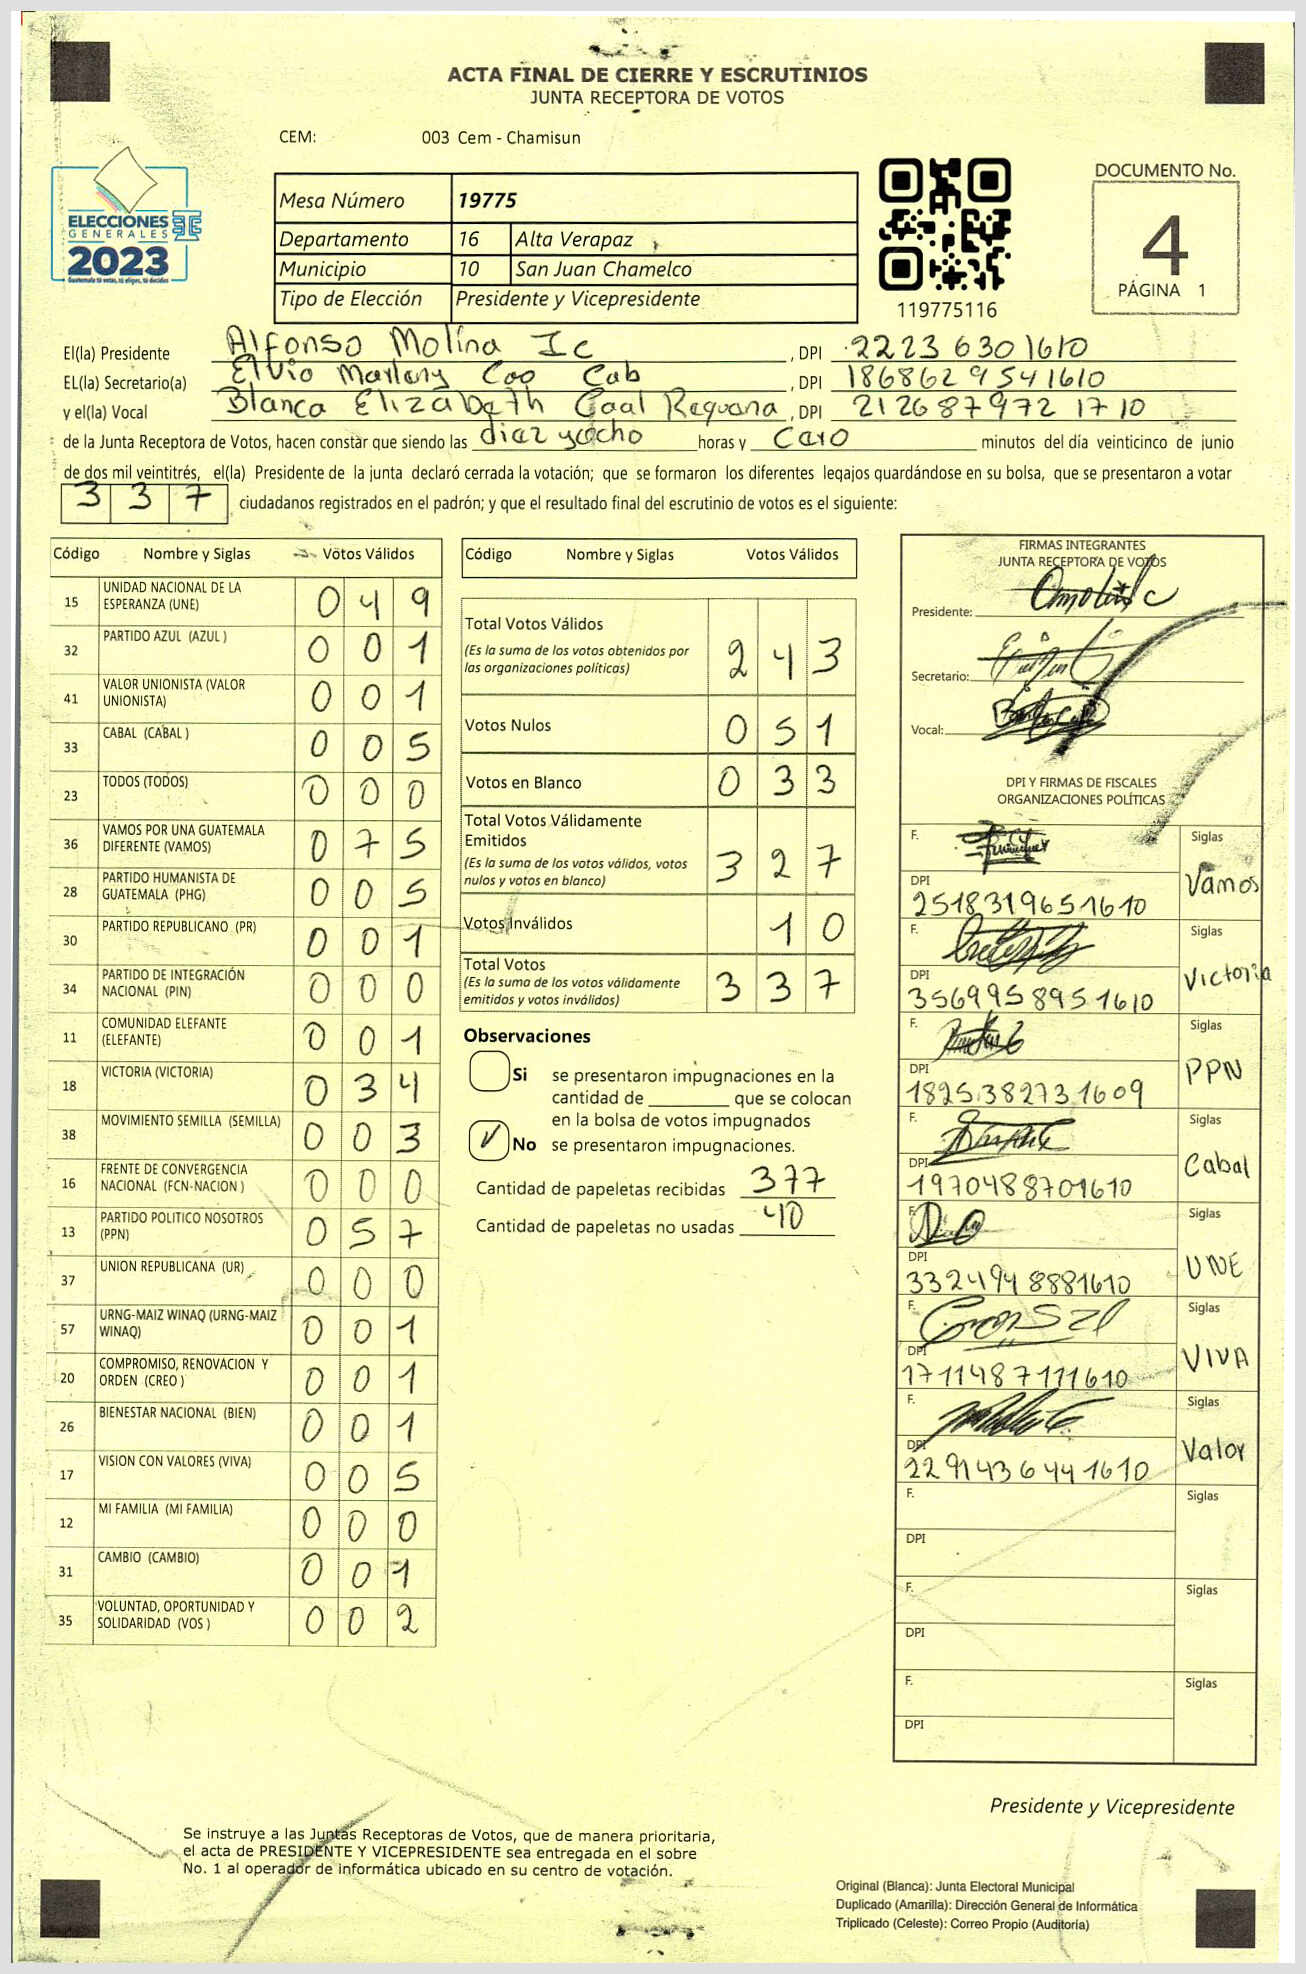 ACTA FINAL DE CIERRE Y ESCRUTINIOS
JUNTA RECEPTORA DE VOTOS
CEM: 003 Cem - Chamisun
ELECCIONES
GENERALES
2023
Guatemala tú votas, tú eliges, tú decides
Mesa Número 19775
Departamento 16 Alta Verapaz
Municipio 10 San Juan Chamelco
Tipo de Elección Presidente y Vicepresidente
119775116
DOCUMENTO No.
4
PÁGINA 1
El(la) Presidente Alfonso Molina Ic , DPI 2223 6301610
EL(la) Secretario(a) Elvio Marleny Coo Cab , DPI 1868629541610
y el(la) Vocal Blanca Elizabeth Caal Requena , DPI 2126879721710
de la Junta Receptora de Votos, hacen constar que siendo las diez yocho horas y Cero minutos del día veinticinco de junio
de dos mil veintitrés, el(la) Presidente de la junta declaró cerrada la votación; que se formaron los diferentes legajos guardándose en su bolsa, que se presentaron a votar
3 3 7 ciudadanos registrados en el padrón; y que el resultado final del escrutinio de votos es el siguiente:
Código Nombre y Siglas Votos Válidos
15 UNIDAD NACIONAL DE LA ESPERANZA (UNE) 0 4 9
32 PARTIDO AZUL (AZUL ) 0 0 1
41 VALOR UNIONISTA (VALOR UNIONISTA) 0 0 1
33 CABAL (CABAL ) 0 0 5
23 TODOS (TODOS) 0 0 0
36 VAMOS POR UNA GUATEMALA DIFERENTE (VAMOS) 0 7 5
28 PARTIDO HUMANISTA DE GUATEMALA (PHG) 0 0 5
30 PARTIDO REPUBLICANO (PR) 0 0 1
34 PARTIDO DE INTEGRACIÓN NACIONAL (PIN) 0 0 0
11 COMUNIDAD ELEFANTE (ELEFANTE) 0 0 1
18 VICTORIA (VICTORIA) 0 3 4
38 MOVIMIENTO SEMILLA (SEMILLA) 0 0 3
16 FRENTE DE CONVERGENCIA NACIONAL (FCN-NACION ) 0 0 0
13 PARTIDO POLITICO NOSOTROS (PPN) 0 5 7
37 UNION REPUBLICANA (UR) 0 0 0
57 URNG-MAIZ WINAQ (URNG-MAIZ WINAQ) 0 0 1
20 COMPROMISO, RENOVACION Y ORDEN (CREO ) 0 0 1
26 BIENESTAR NACIONAL (BIEN) 0 0 1
17 VISION CON VALORES (VIVA) 0 0 5
12 MI FAMILIA (MI FAMILIA) 0 0 0
31 CAMBIO (CAMBIO) 0 0 1
35 VOLUNTAD, OPORTUNIDAD Y SOLIDARIDAD (VOS ) 0 0 2
Código Nombre y Siglas Votos Válidos
Total Votos Válidos
(Es la suma de los votos obtenidos por
las organizaciones políticas) 2 4 3
Votos Nulos 0 5 1
Votos en Blanco 0 3 3
Total Votos Válidamente
Emitidos
(Es la suma de los votos válidos, votos
nulos y votos en blanco) 3 2 7
Votos Inválidos 1 0
Total Votos
(Es la suma de los votos válidamente
emitidos y votos inválidos) 3 3 7
Observaciones
Si se presentaron impugnaciones en la
cantidad de ________ que se colocan
en la bolsa de votos impugnados
No se presentaron impugnaciones.
Cantidad de papeletas recibidas 377
Cantidad de papeletas no usadas 40
FIRMAS INTEGRANTES
JUNTA RECEPTORA DE VOTOS
Presidente:
Secretario:
Vocal:
DPI Y FIRMAS DE FISCALES
ORGANIZACIONES POLÍTICAS
F. Siglas
DPI 2518319651610 Vamos
F. Siglas
DPI 3569958951610 Victoria
F. Siglas
DPI 1825382731609 PPN
F. Siglas
DPI 1970488701610 Cabal
F. Siglas
DPI 3324948881610 UNE
F. Siglas
DPI 1711487111610 VIVA
F. Siglas
DPI 2291436441610 Valor
F. Siglas
DPI
F. Siglas
DPI
F. Siglas
DPI
Presidente y Vicepresidente
Se instruye a las Juntas Receptoras de Votos, que de manera prioritaria,
el acta de PRESIDENTE Y VICEPRESIDENTE sea entregada en el sobre
No. 1 al operador de informática ubicado en su centro de votación.
Original (Blanca): Junta Electoral Municipal
Duplicado (Amarilla): Dirección General de Informática
Triplicado (Celeste): Correo Propio (Auditoría)